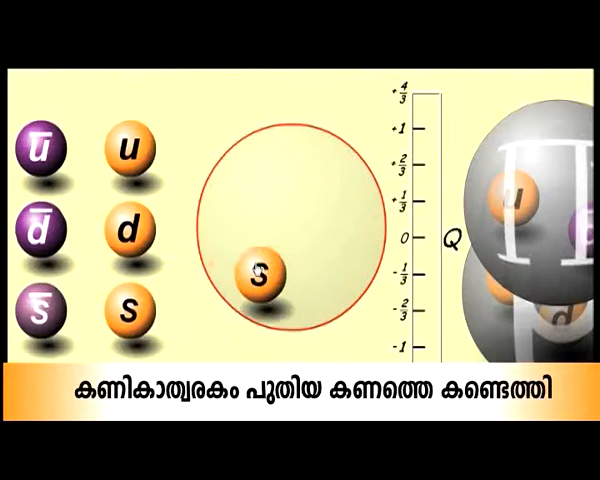 u̅ u
d̅ d
s̅ s
s
+4/3
+1
+2/3
+1/3
0
-1/3
-2/3
-1
Q
u
d
കണികാത്വരകം പുതിയ കണത്തെ കണ്ടെത്തി